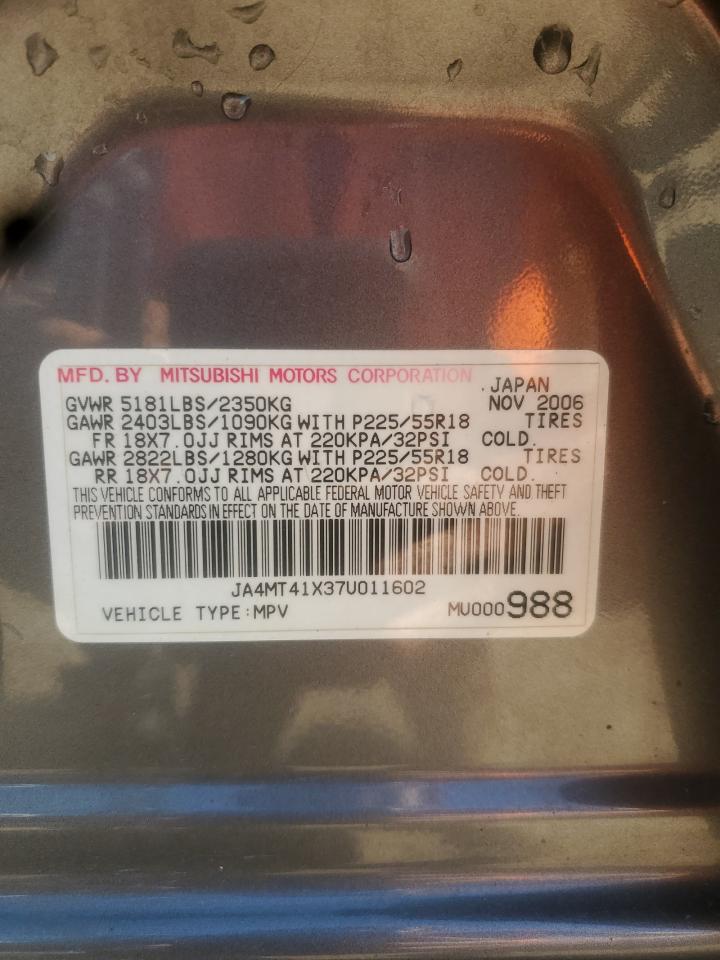 MFD. BY MITSUBISHI MOTORS CORPORATION
. JAPAN
GVWR 5181LBS/2350KG NOV 2006
GAWR 2403LBS/1090KG WITH P225/55R18 TIRES
FR 18X7.0JJ RIMS AT 220KPA/32PSI COLD.
GAWR 2822LBS/1280KG WITH P225/55R18 TIRES
RR 18X7.0JJ RIMS AT 220KPA/32PSI COLD.
THIS VEHICLE CONFORMS TO ALL APPLICABLE FEDERAL MOTOR VEHICLE SAFETY AND THEFT
PREVENTION STANDARDS IN EFFECT ON THE DATE OF MANUFACTURE SHOWN ABOVE.
JA4MT41X37U011602
VEHICLE TYPE:MPV MU000988